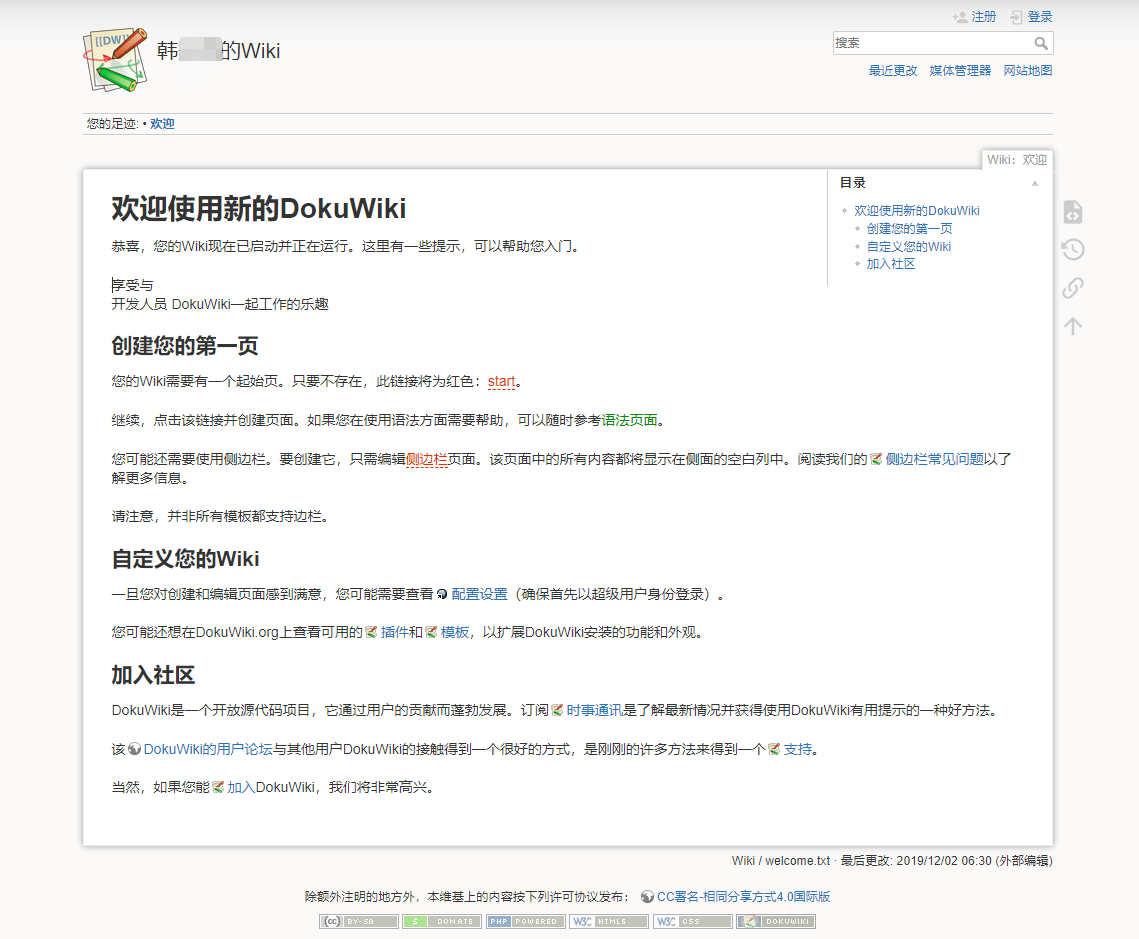 注册 登录
[[DW]]
韩 的Wiki
搜索
最近更改 媒体管理器 网站地图
您的足迹: • 欢迎
Wiki：欢迎
目录
欢迎使用新的DokuWiki
创建您的第一页
自定义您的Wiki
加入社区
欢迎使用新的DokuWiki
恭喜，您的Wiki现在已启动并正在运行。这里有一些提示，可以帮助您入门。
享受与
开发人员 DokuWiki一起工作的乐趣
创建您的第一页
您的Wiki需要有一个起始页。只要不存在，此链接将为红色：start。
继续，点击该链接并创建页面。如果您在使用语法方面需要帮助，可以随时参考语法页面。
您可能还需要使用侧边栏。要创建它，只需编辑侧边栏页面。该页面中的所有内容都将显示在侧面的空白列中。阅读我们的 侧边栏常见问题以了
解更多信息。
请注意，并非所有模板都支持边栏。
自定义您的Wiki
一旦您对创建和编辑页面感到满意，您可能需要查看 配置设置（确保首先以超级用户身份登录）。
您可能还想在DokuWiki.org上查看可用的 插件和 模板，以扩展DokuWiki安装的功能和外观。
加入社区
DokuWiki是一个开放源代码项目，它通过用户的贡献而蓬勃发展。订阅 时事通讯是了解最新情况并获得使用DokuWiki有用提示的一种好方法。
该 DokuWiki的用户论坛与其他用户DokuWiki的接触得到一个很好的方式，是刚刚的许多方法来得到一个 支持。
当然，如果您能 加入DokuWiki，我们将非常高兴。
Wiki / welcome.txt · 最后更改: 2019/12/02 06:30 (外部编辑)
除额外注明的地方外，本维基上的内容按下列许可协议发布： CC署名-相同分享方式4.0国际版
cc BY-SA $ DONATE PHP POWERED W3C HTML5 W3C CSS DOKUWIKI